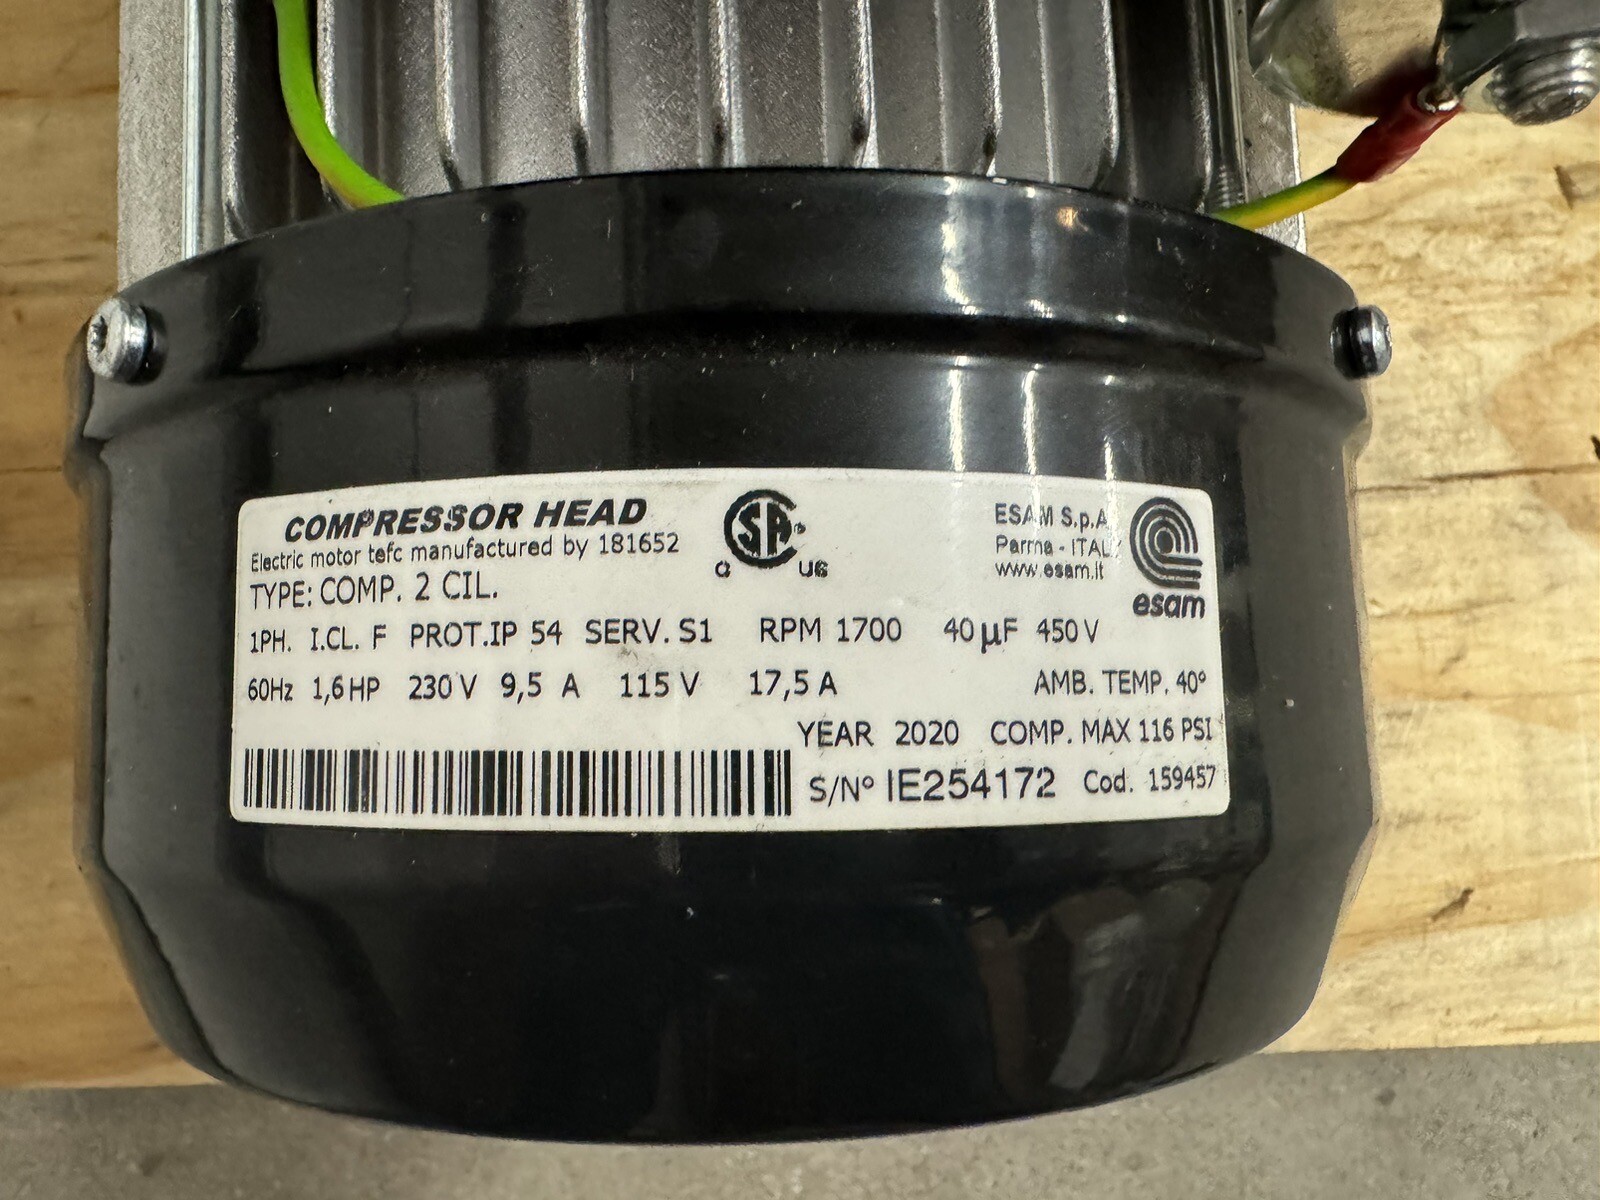 COMPRESSOR HEAD
Electric motor tefc manufactured by 181652
TYPE: COMP. 2 CIL.
SA
C US
ESAM S.p.A
Parma - ITALY
www.esam.it
esam
1PH. I.CL. F PROT.IP 54 SERV. S1 RPM 1700 40 µF 450 V
60Hz 1,6 HP 230 V 9,5 A 115 V 17,5 A AMB. TEMP. 40°
YEAR 2020 COMP. MAX 116 PSI
S/N° IE254172 Cod. 159457